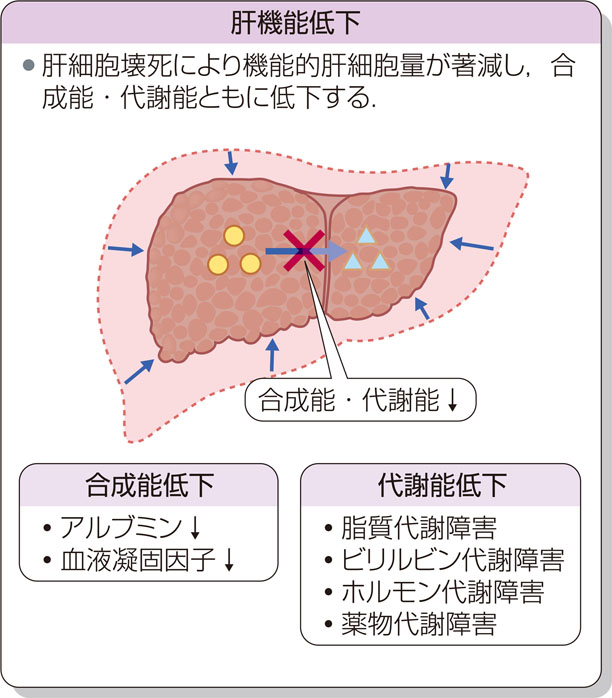 肝機能低下
● 肝細胞壊死により機能的肝細胞量が著減し，合
成能・代謝能ともに低下する．
合成能・代謝能↓
合成能低下
• アルブミン↓
• 血液凝固因子↓
代謝能低下
• 脂質代謝障害
• ビリルビン代謝障害
• ホルモン代謝障害
• 薬物代謝障害